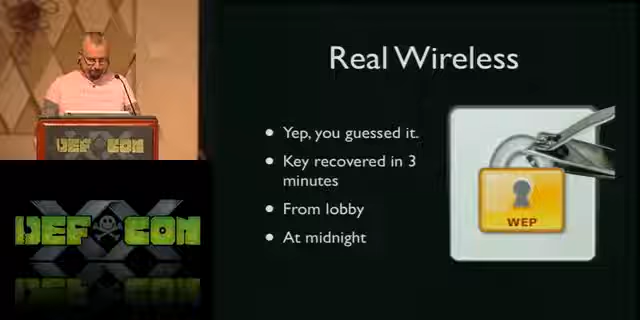 Real Wireless
Yep, you guessed it.
Key recovered in 3
minutes
From lobby
At midnight
WEP
DEF CON
XX
DEF CON